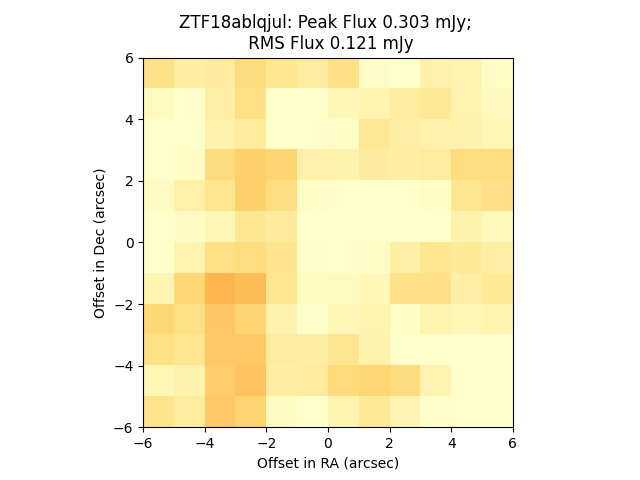 ZTF18ablqjul: Peak Flux 0.303 mJy;
RMS Flux 0.121 mJy
6
4
2
0
−2
−4
−6
Offset in Dec (arcsec)
−6 −4 −2 0 2 4 6
Offset in RA (arcsec)